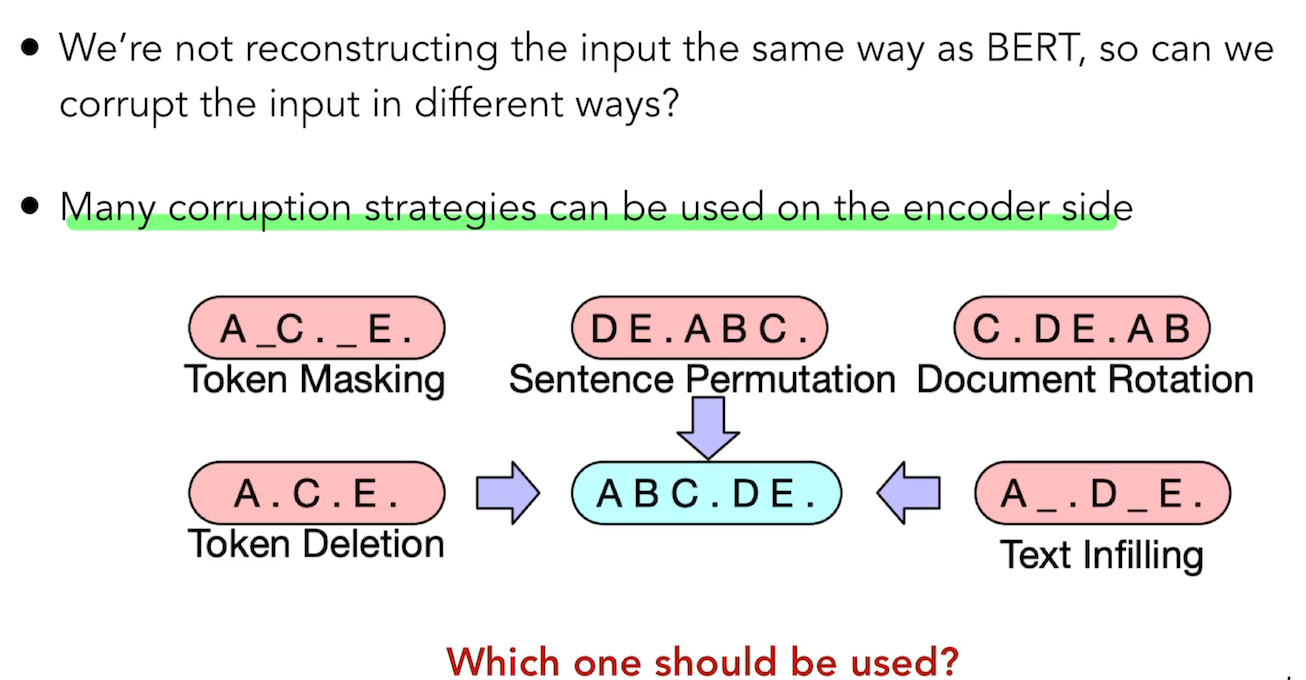 • We’re not reconstructing the input the same way as BERT, so can we
corrupt the input in different ways?
• Many corruption strategies can be used on the encoder side
A _C . _ E .
D E . A B C .
C . D E . A B
Token Masking
Sentence Permutation
Document Rotation
A . C . E .
A B C . D E .
A _ . D _ E .
Token Deletion
Text Infilling
Which one should be used?